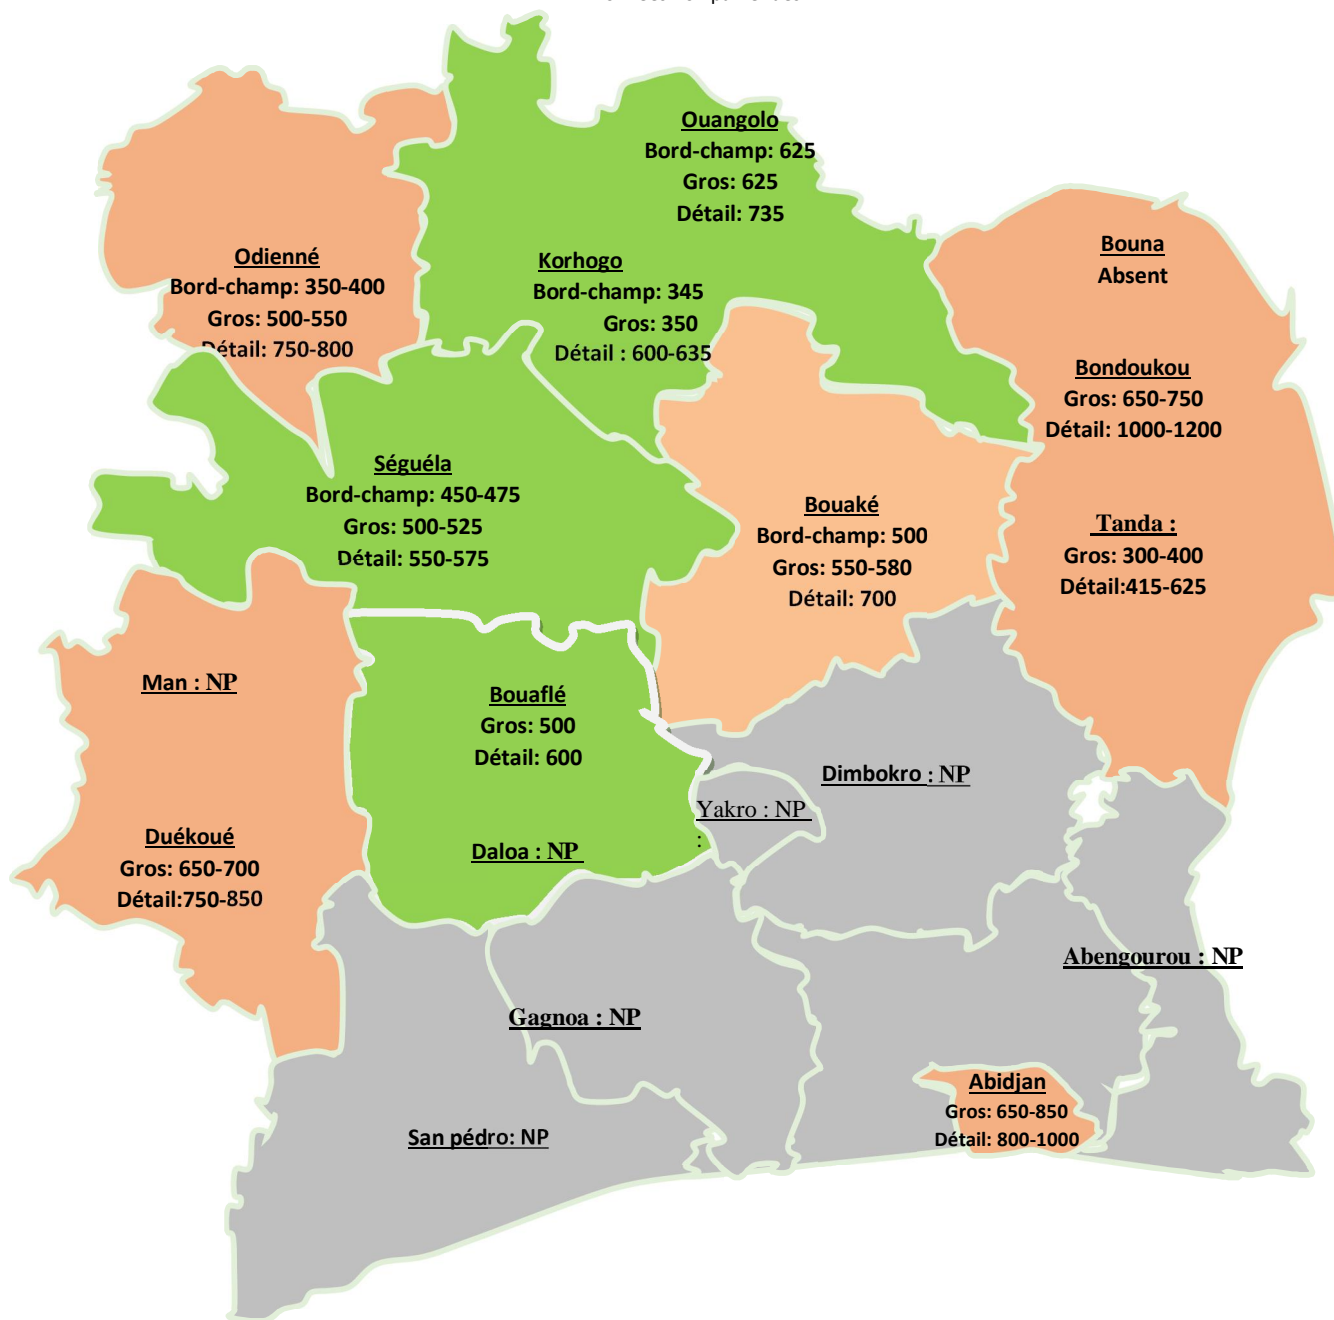 Ouangolo
Bord-champ: 625
Gros: 625
Détail: 735
Odienné
Bord-champ: 350-400
Gros: 500-550
Détail: 750-800
Korhogo
Bord-champ: 345
Gros: 350
Détail : 600-635
Bouna
Absent
Bondoukou
Gros: 650-750
Détail: 1000-1200
Séguéla
Bord-champ: 450-475
Gros: 500-525
Détail: 550-575
Bouaké
Bord-champ: 500
Gros: 550-580
Détail: 700
Tanda :
Gros: 300-400
Détail:415-625
Man : NP
Bouaflé
Gros: 500
Détail: 600
Dimbokro : NP
Yakro : NP
:
Duékoué
Gros: 650-700
Détail:750-850
Daloa : NP
Abengourou : NP
Gagnoa : NP
Abidjan
Gros: 650-850
Détail: 800-1000
San pédro: NP